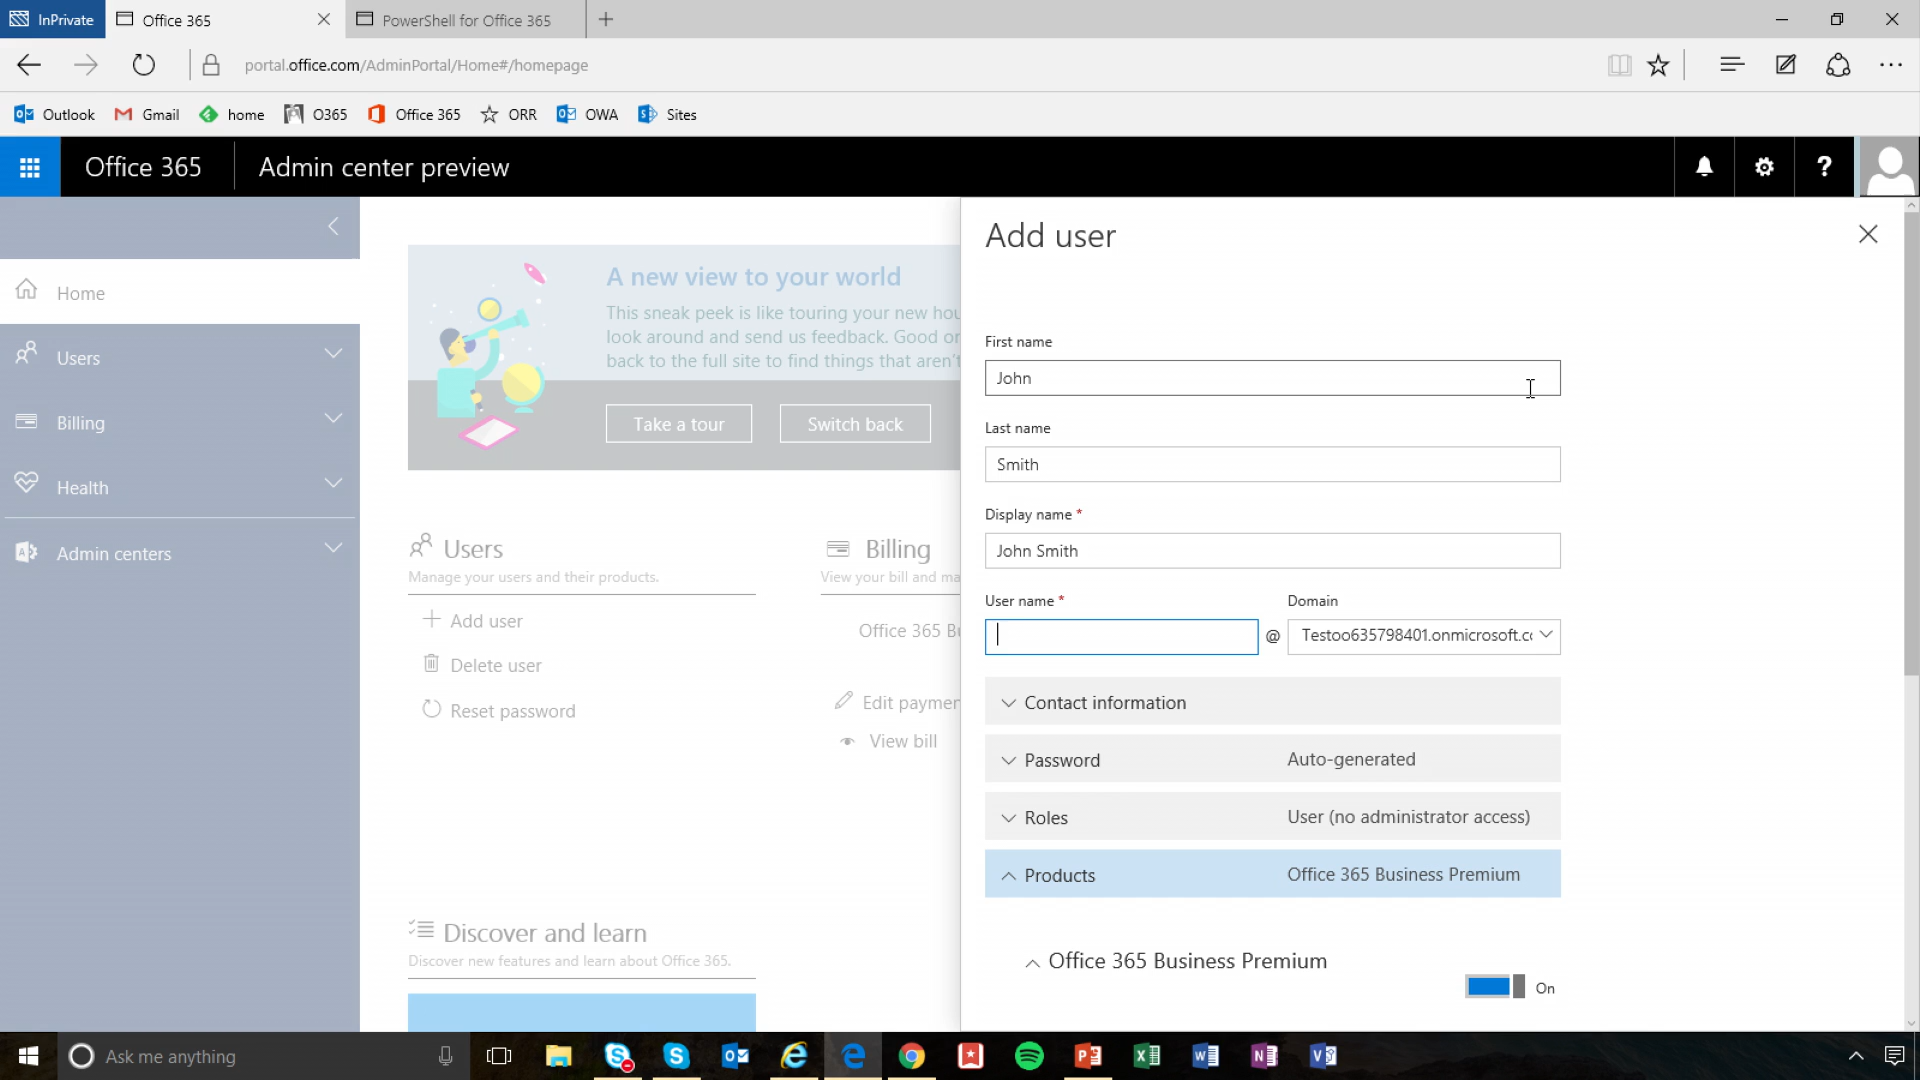 InPrivate
Office 365
PowerShell for Office 365
portal.office.com/AdminPortal/Home#/homepage
Outlook
Gmail
home
O365
Office 365
ORR
OWA
Sites
Office 365
Admin center preview
Home
Users
Billing
Health
Admin centers
A new view to your world
This sneak peek is like touring your new
look around and send us feedback. Good
back to the full site to find things that aren't
Take a tour
Switch back
Users
Manage your users and their products.
Add user
Delete user
Reset password
Billing
View your bill and
Office 365
Edit
View bill
Discover and learn
Discover new features and learn about Office 365.
Add user
First name
John
Last name
Smith
Display name *
John Smith
User name *
Domain
@
Testoo635798401.onmicrosoft.c
Contact information
Password
Auto-generated
Roles
User (no administrator access)
Products
Office 365 Business Premium
Office 365 Business Premium
On
Ask me anything